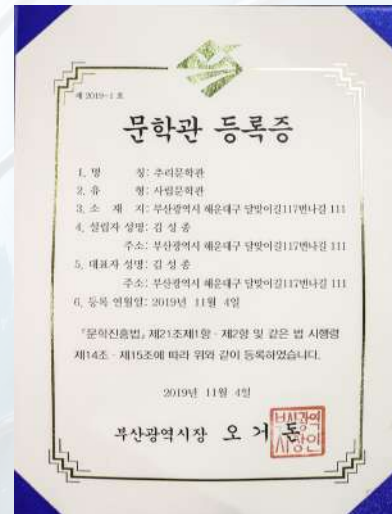 제 2019-1 호
문학관 등록증
1. 명 칭: 추리문학관
2. 유 형: 사립문학관
3. 소 재 지: 부산광역시 해운대구 달맞이길117번나길 111
4. 설립자 성명: 김 성 종
주소: 부산광역시 해운대구 달맞이길117번나길 111
5. 대표자 성명: 김 성 종
주소: 부산광역시 해운대구 달맞이길117번나길 111
6. 등록 연월일: 2019년 11월 4일
「문학진흥법」 제21조제1항 · 제2항 및 같은 법 시행령
제14조 · 제15조에 따라 위와 같이 등록하였습니다.
2019년 11월 4일
부산광역시장 오 거 돈
부산광역
시장인